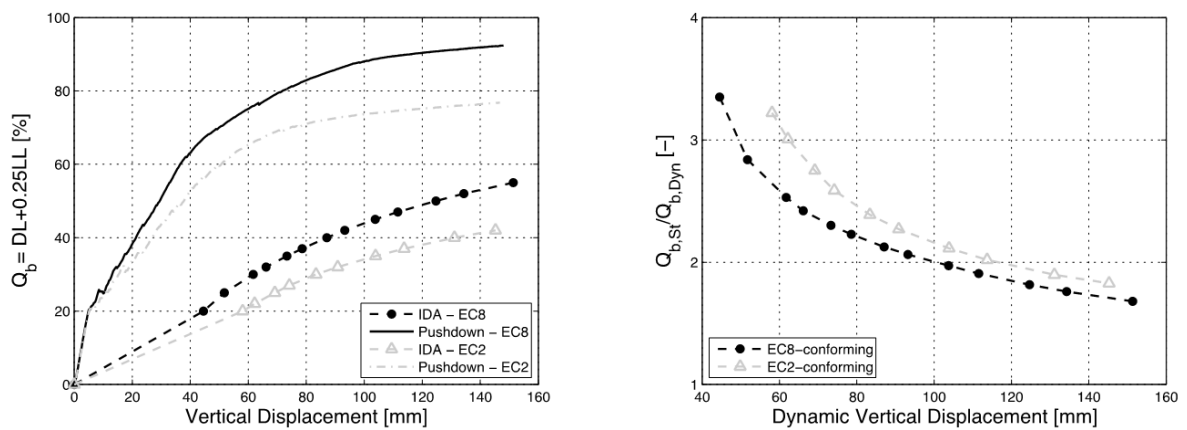 100
80
60
40
20
0
0
20
40
60
80
100
120
140
160
Q_b = DL+0.25LL [%]
Vertical Displacement [mm]
IDA − EC8
Pushdown − EC8
IDA − EC2
Pushdown − EC2
4
3
2
1
40
60
80
100
120
140
160
Q_b,St/Q_b,Dyn [−]
Dynamic Vertical Displacement [mm]
EC8−conforming
EC2−conforming